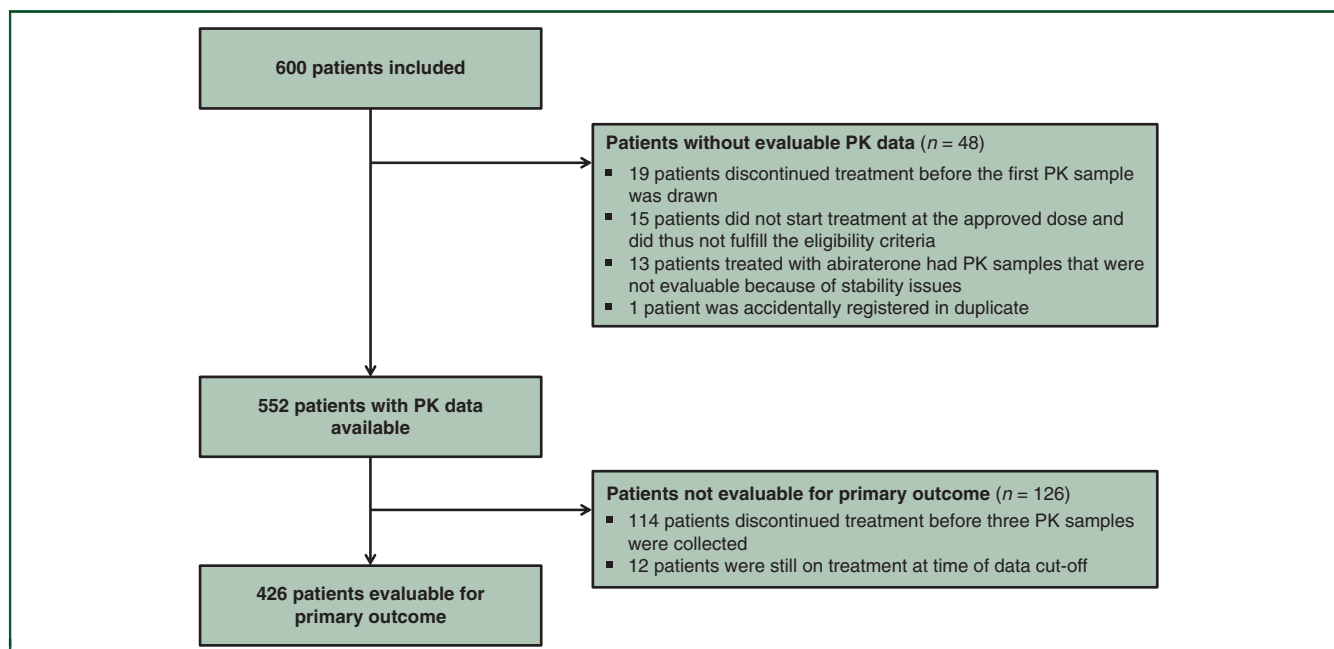 600 patients included
Patients without evaluable PK data (n = 48)
▪ 19 patients discontinued treatment before the first PK sample
was drawn
▪ 15 patients did not start treatment at the approved dose and
did thus not fulfill the eligibility criteria
▪ 13 patients treated with abiraterone had PK samples that were
not evaluable because of stability issues
▪ 1 patient was accidentally registered in duplicate
552 patients with PK data
available
Patients not evaluable for primary outcome (n = 126)
▪ 114 patients discontinued treatment before three PK samples
were collected
▪ 12 patients were still on treatment at time of data cut-off
426 patients evaluable for
primary outcome